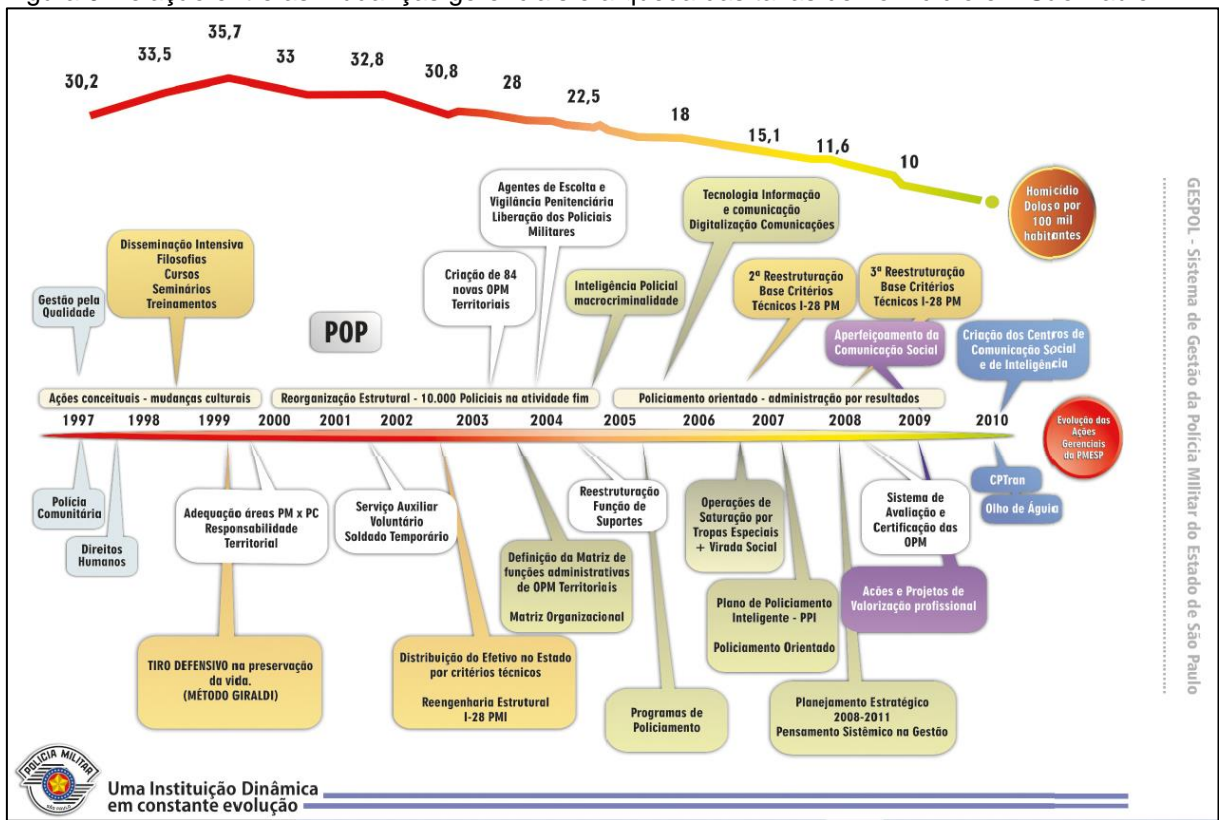 30,2
33,5
35,7
33
32,8
30,8
28
22,5
18
15,1
11,6
10
Homicídio
Doloso por
100 mil
habitantes
Gestão pela
Qualidade
Disseminação Intensiva
Filosofias
Cursos
Seminários
Treinamentos
POP
Criação de 84
novas OPM
Territoriais
Agentes de Escolta e
Vigilância Penitenciária
Liberação dos Policiais
Militares
Inteligência Policial
macrocriminalidade
Tecnologia Informação
e comunicação
Digitalização Comunicações
2ª Reestruturação
Base Critérios
Técnicos I-28 PM
3ª Reestruturação
Base Critérios
Técnicos I-28 PM
Aperfeiçoamento da
Comunicação Social
Criação dos Centros de
Comunicação Social
e de Inteligência
Ações conceituais - mudanças culturais
Reorganização Estrutural - 10.000 Policiais na atividade fim
Policiamento orientado - administração por resultados
1997 1998 1999 2000 2001 2002 2003 2004 2005 2006 2007 2008 2009 2010
Evolução das
Ações
Gerenciais
da PMESP
Polícia
Comunitária
Direitos
Humanos
Adequação áreas PM x PC
Responsabilidade
Territorial
TIRO DEFENSIVO na preservação
da vida.
(MÉTODO GIRALDI)
Serviço Auxiliar
Voluntário
Soldado Temporário
Distribuição do Efetivo no Estado
por critérios técnicos
Reengenharia Estrutural
I-28 PMI
Definição da Matriz de
funções administrativas
de OPM Territoriais
Matriz Organizacional
Reestruturação
Função de
Suportes
Programas de
Policiamento
Operações de
Saturação por
Tropas Especiais
+ Virada Social
Plano de Policiamento
Inteligente - PPI
Policiamento Orientado
Planejamento Estratégico
2008-2011
Pensamento Sistêmico na Gestão
Sistema de
Avaliação e
Certificação das
OPM
Acões e Projetos de
Valorização profissional
CPTran
Olho de Águia
GESPOL - Sistema de Gestão da Polícia Militar do Estado de São Paulo
POLÍCIA MILITAR
SÃO PAULO
Uma Instituição Dinâmica
em constante evolução